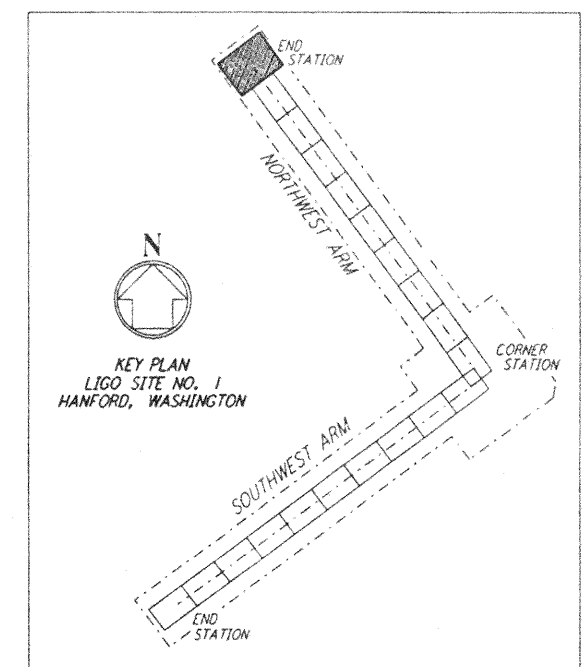 END
STATION
NORTHWEST ARM
N
KEY PLAN
LIGO SITE NO. 1
HANFORD, WASHINGTON
CORNER
STATION
SOUTHWEST ARM
END
STATION